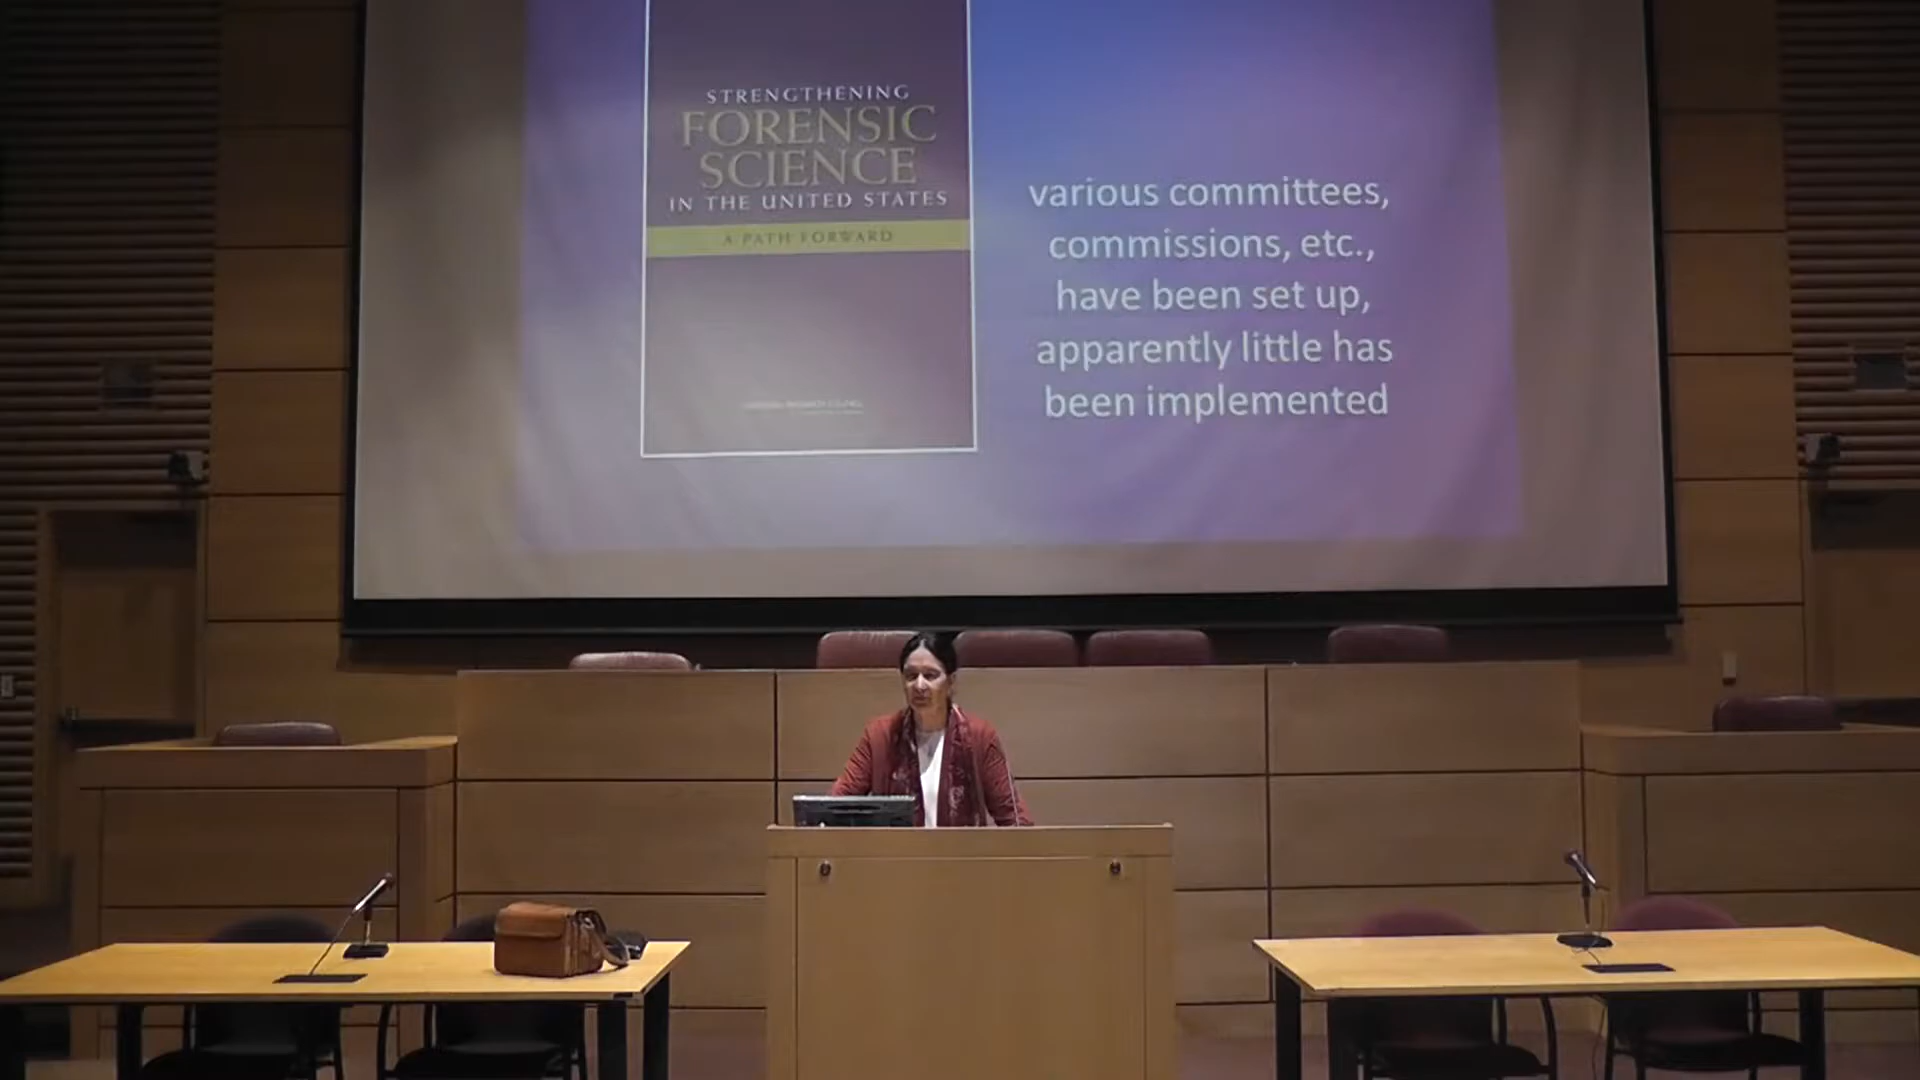 STRENGTHENING
FORENSIC
SCIENCE
IN THE UNITED STATES
A PATH FORWARD
various committees,
commissions, etc.,
have been set up,
apparently little has
been implemented